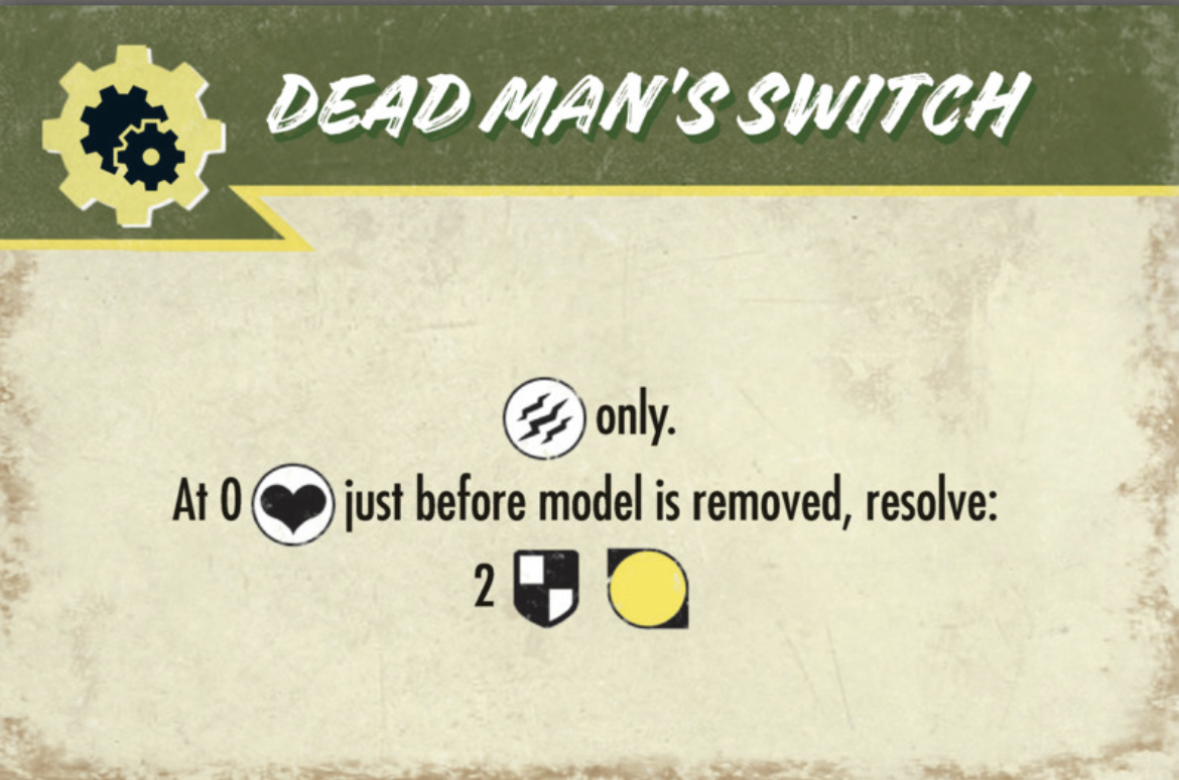 DEAD MAN'S SWITCH
only.
At 0 just before model is removed, resolve:
2